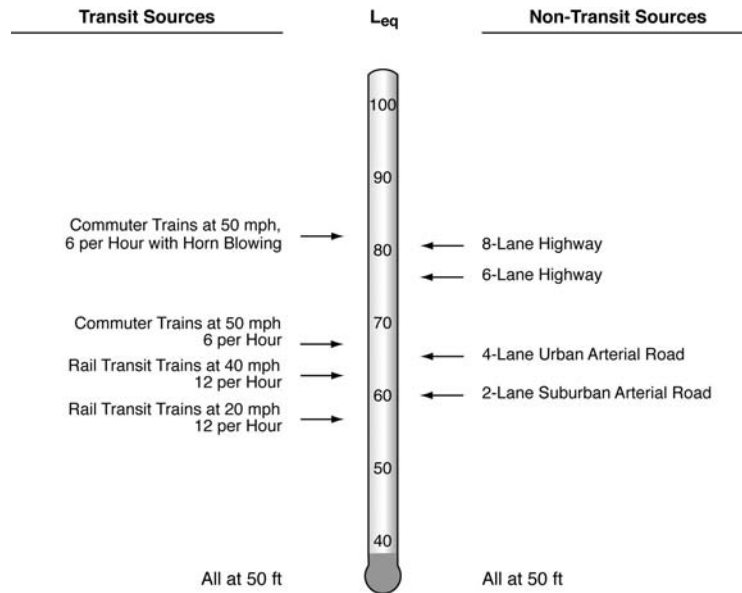 Transit Sources
Leq
Non-Transit Sources
100
90
Commuter Trains at 50 mph,
6 per Hour with Horn Blowing
80
8-Lane Highway
6-Lane Highway
70
Commuter Trains at 50 mph
6 per Hour
4-Lane Urban Arterial Road
Rail Transit Trains at 40 mph
12 per Hour
60
2-Lane Suburban Arterial Road
Rail Transit Trains at 20 mph
12 per Hour
50
40
All at 50 ft
All at 50 ft